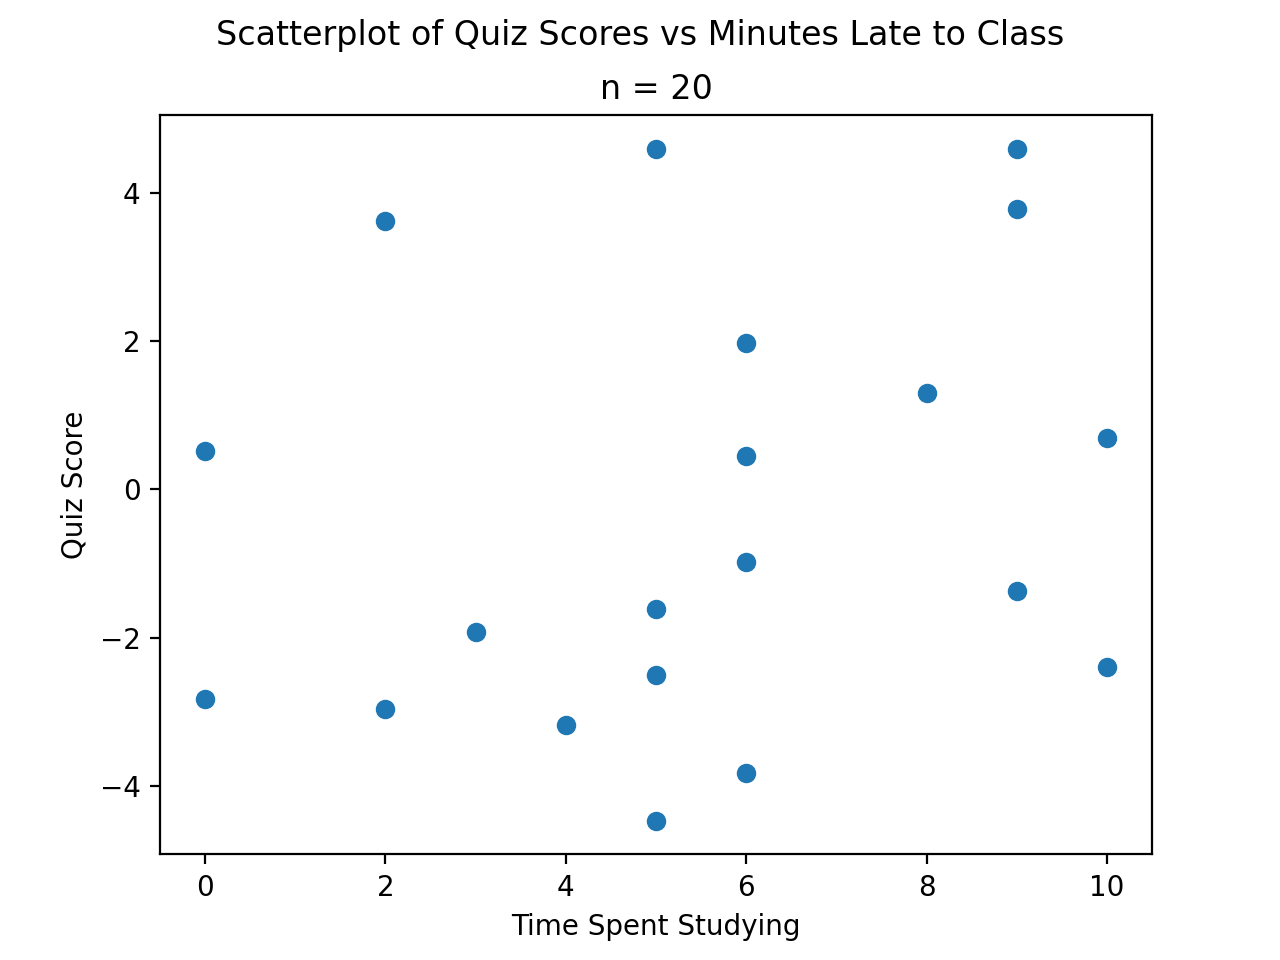 Scatterplot of Quiz Scores vs Minutes Late to Class
n = 20
Quiz Score
4
2
0
−2
−4
0 2 4 6 8 10
Time Spent Studying